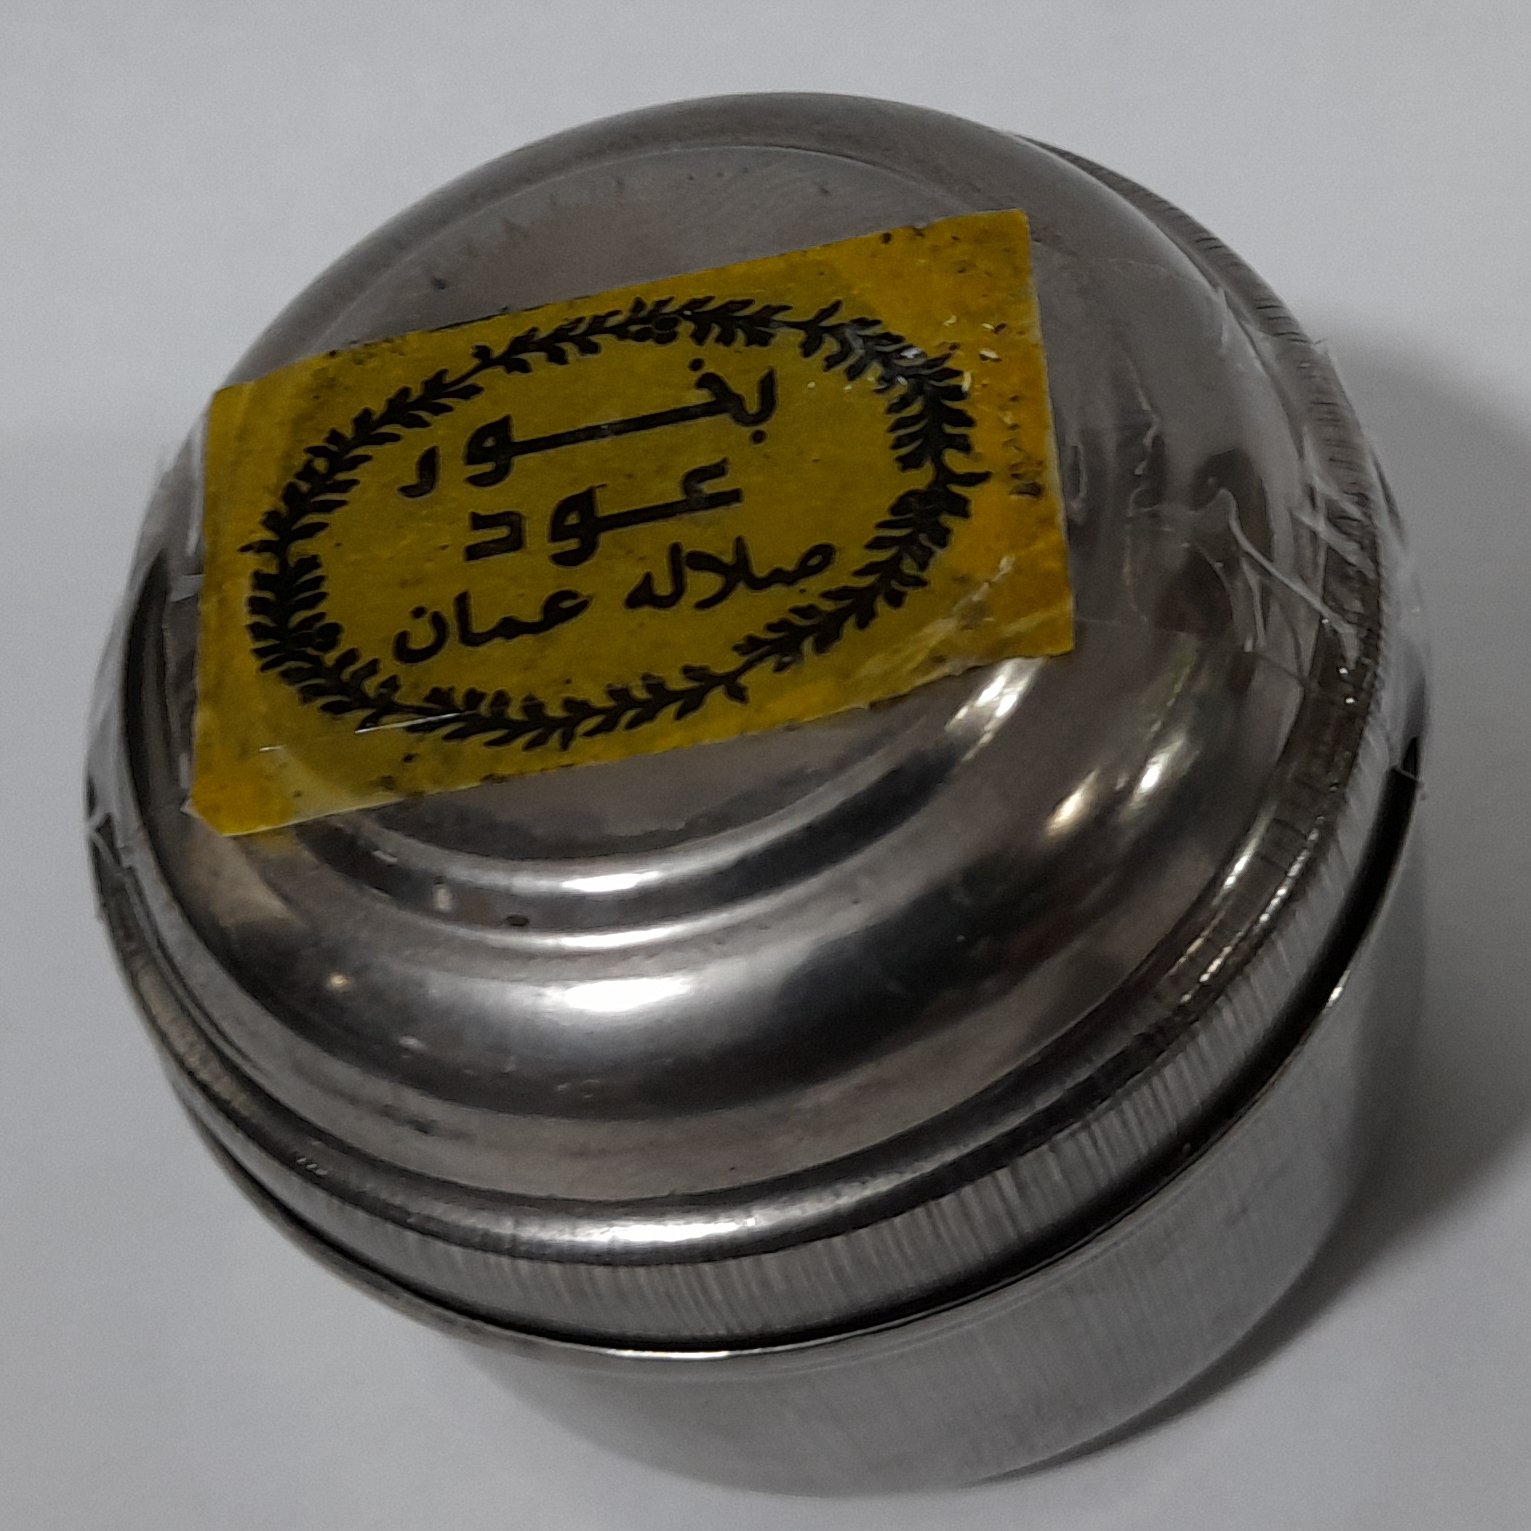 بخور
عود
صلاله عمان